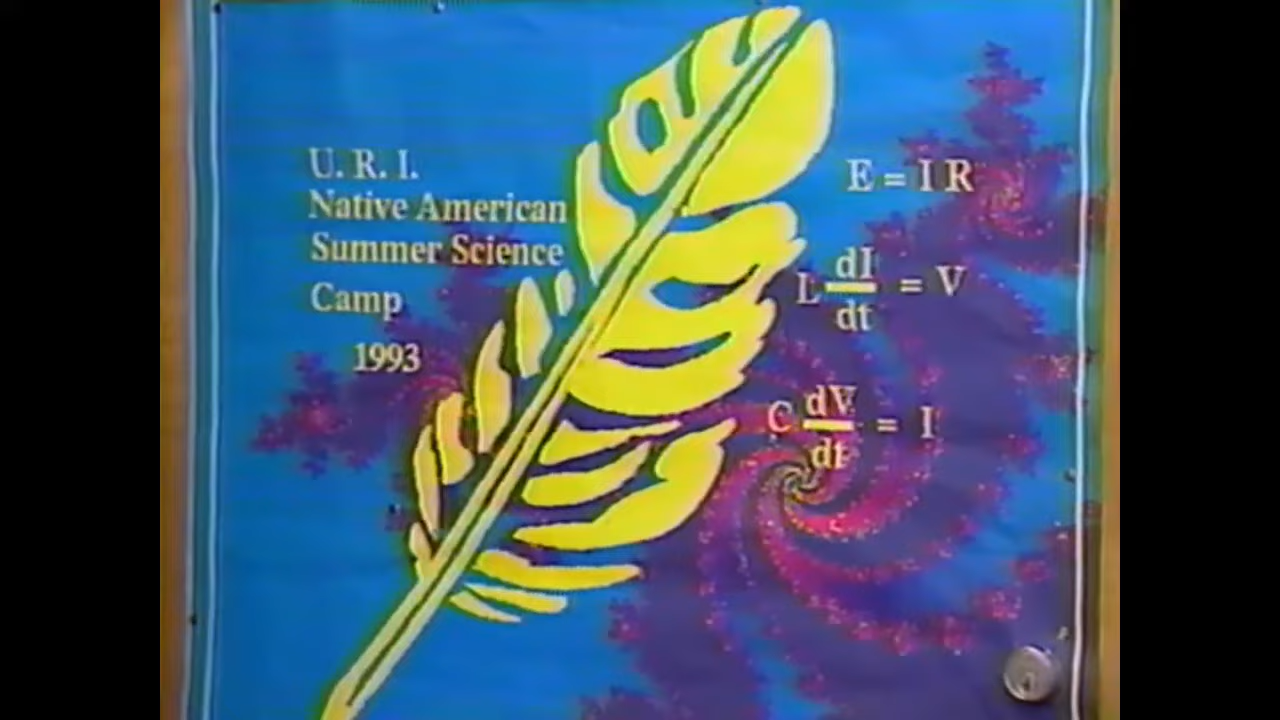 U. R. I.
Native American
Summer Science
Camp
1993
E = I R
L dI/dt = V
C dV/dt = I